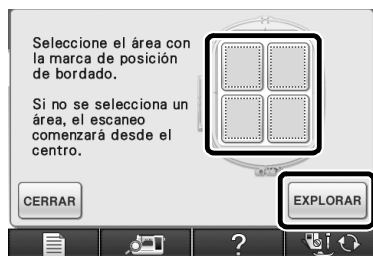 Seleccione el área con
la marca de posición
de bordado.
Si no se selecciona un
área, el escaneo
comenzará desde el
centro.
CERRAR
EXPLORAR
?